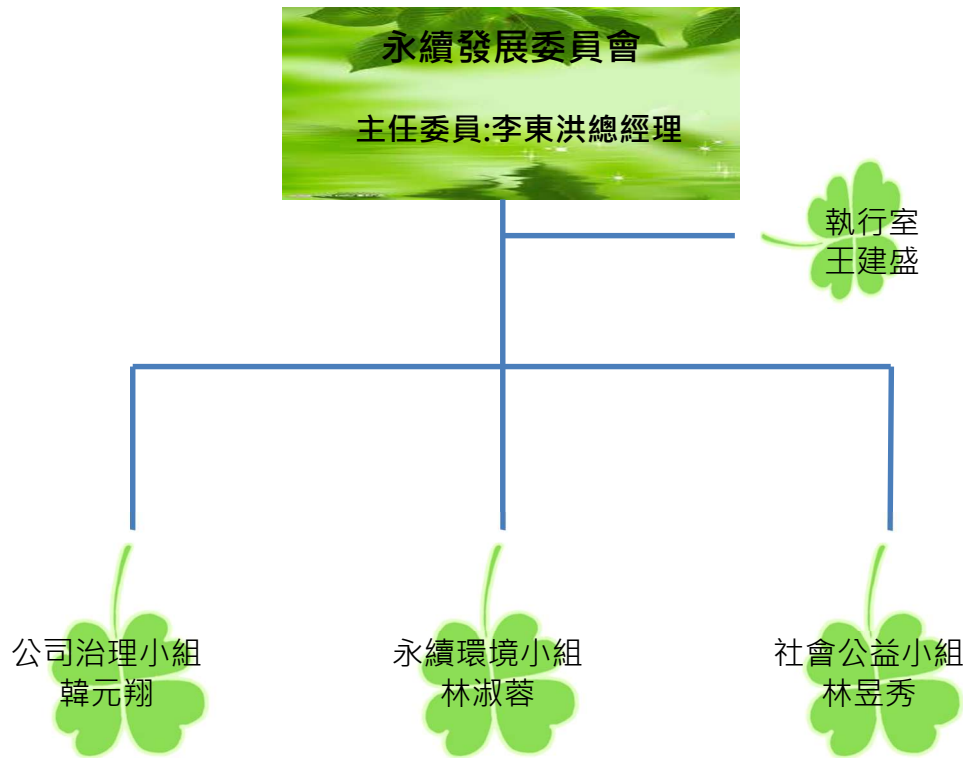 永續發展委員會
主任委員:李東洪總經理
執行室
王建盛
公司治理小組
韓元翔
永續環境小組
林淑蓉
社會公益小組
林昱秀